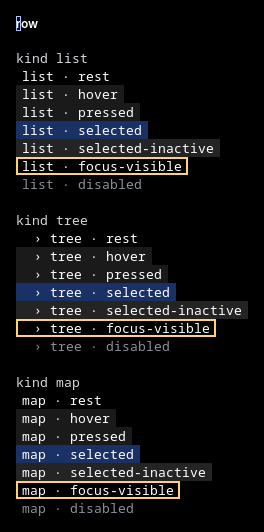 row
kind list
list · rest
list · hover
list · pressed
list · selected
list · selected-inactive
list · focus-visible
list · disabled
kind tree
› tree · rest
› tree · hover
› tree · pressed
› tree · selected
› tree · selected-inactive
› tree · focus-visible
› tree · disabled
kind map
map · rest
map · hover
map · pressed
map · selected
map · selected-inactive
map · focus-visible
map · disabled